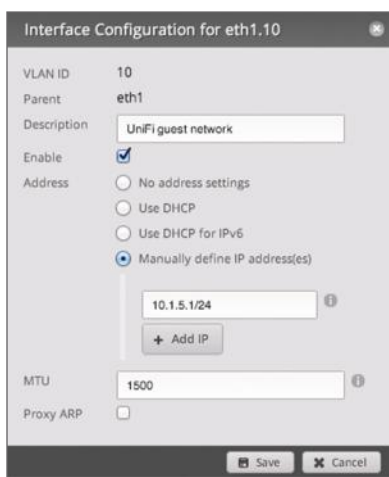 Interface Configuration for eth1.10
VLAN ID 10
Parent eth1
Description UniFi guest network
Enable
Address No address settings
Use DHCP
Use DHCP for IPv6
Manually define IP address(es)
10.1.5.1/24
+ Add IP
MTU 1500
Proxy ARP
Save Cancel